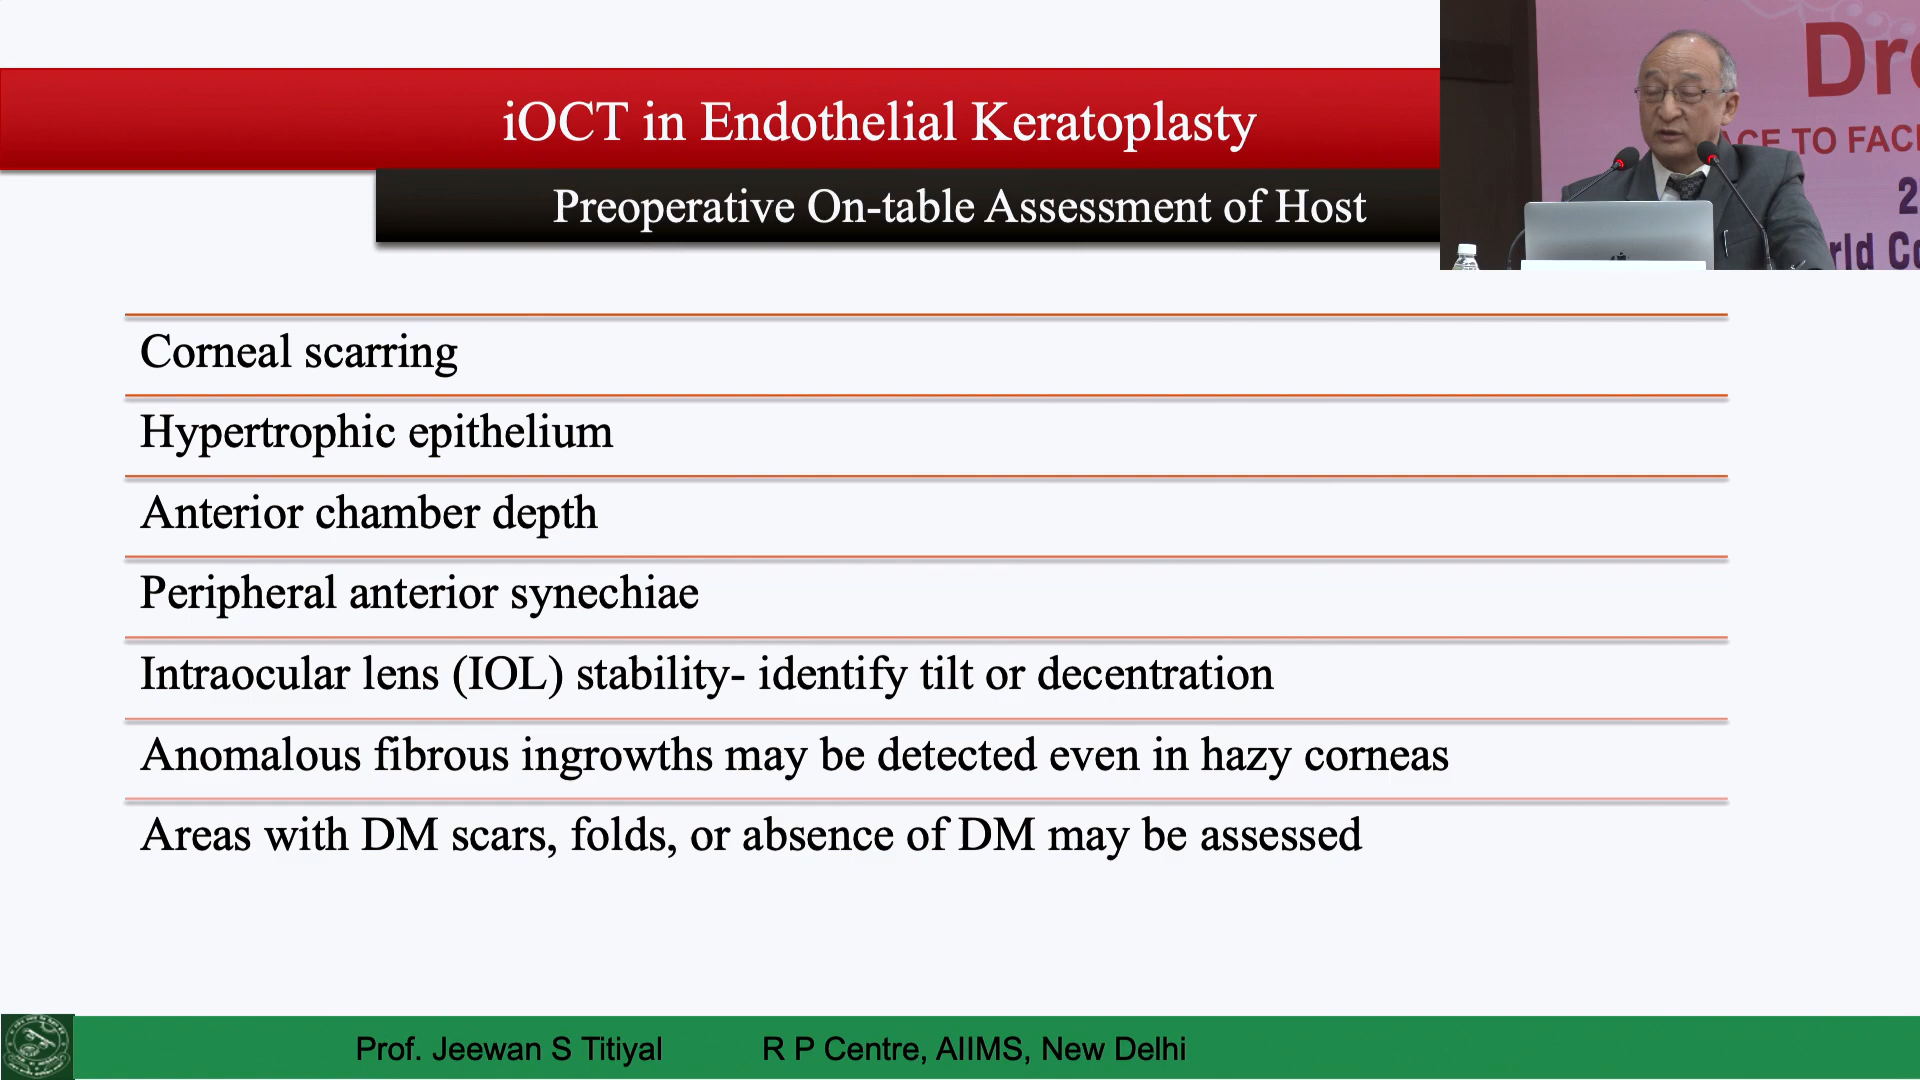 iOCT in Endothelial Keratoplasty
Preoperative On-table Assessment of Host
Corneal scarring
Hypertrophic epithelium
Anterior chamber depth
Peripheral anterior synechiae
Intraocular lens (IOL) stability- identify tilt or decentration
Anomalous fibrous ingrowths may be detected even in hazy corneas
Areas with DM scars, folds, or absence of DM may be assessed
TO
2
Prof. Jeewan S Titiyal R P Centre, AIIMS, New Delhi